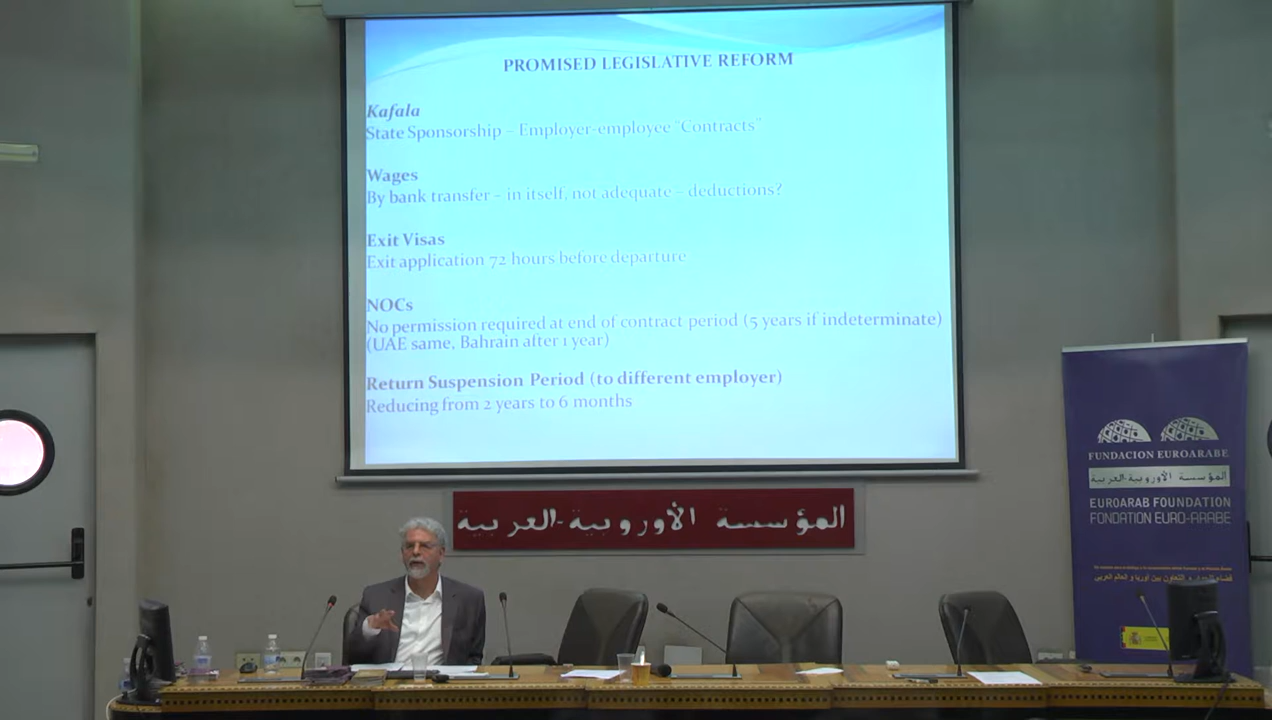 PROMISED LEGISLATIVE REFORM
Kafala
State Sponsorship – Employer-employee "Contracts"
Wages
By bank transfer – in itself, not adequate – deductions?
Exit Visas
Exit application 72 hours before departure
NOCs
No permission required at end of contract period (5 years if indeterminate)
(UAE same, Bahrain after 1 year)
Return Suspension Period (to different employer)
Reducing from 2 years to 6 months
المؤسسة الأوروبية-العربية
FUNDACION EUROARABE
المؤسسة الأوروبية-العربية
EUROARAB FOUNDATION
FONDATION EURO-ARABE